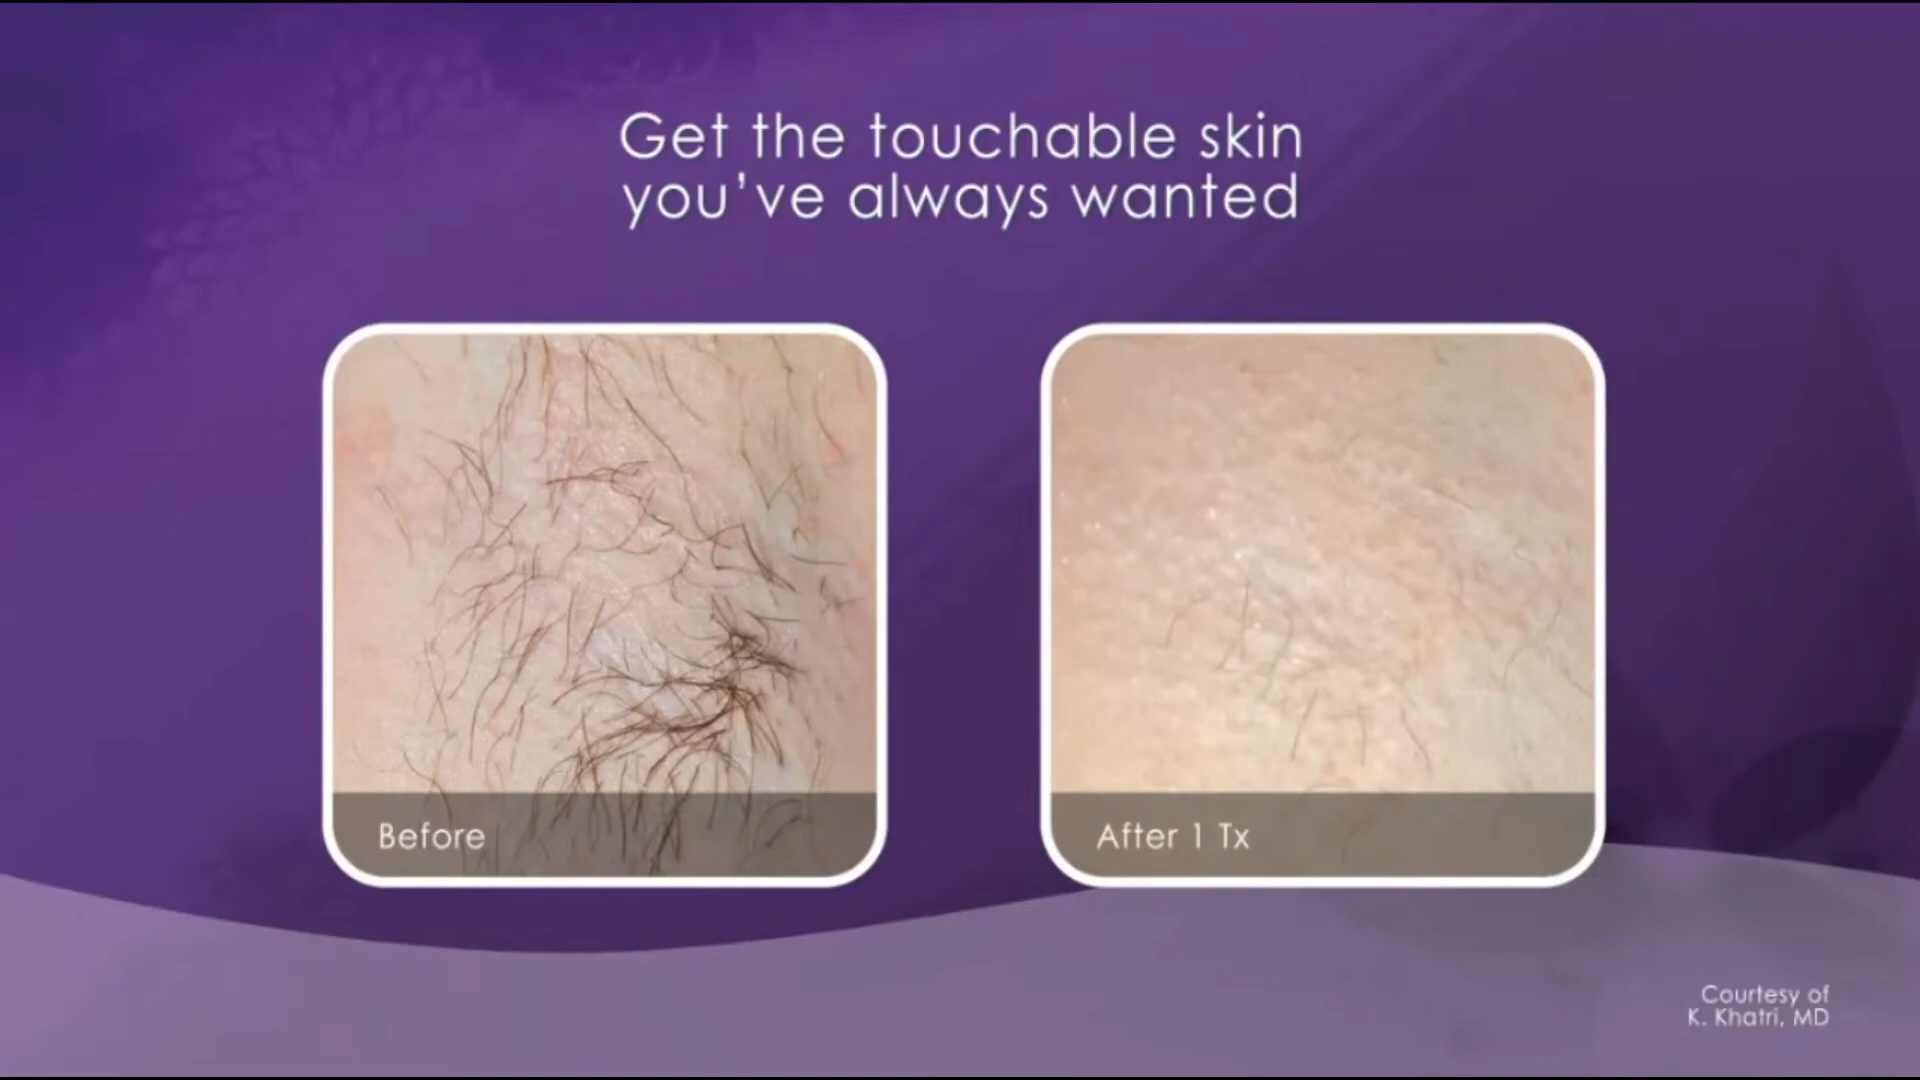 Get the touchable skin
you've always wanted
Before
After 1 Tx
Courtesy of
K. Khatri, MD